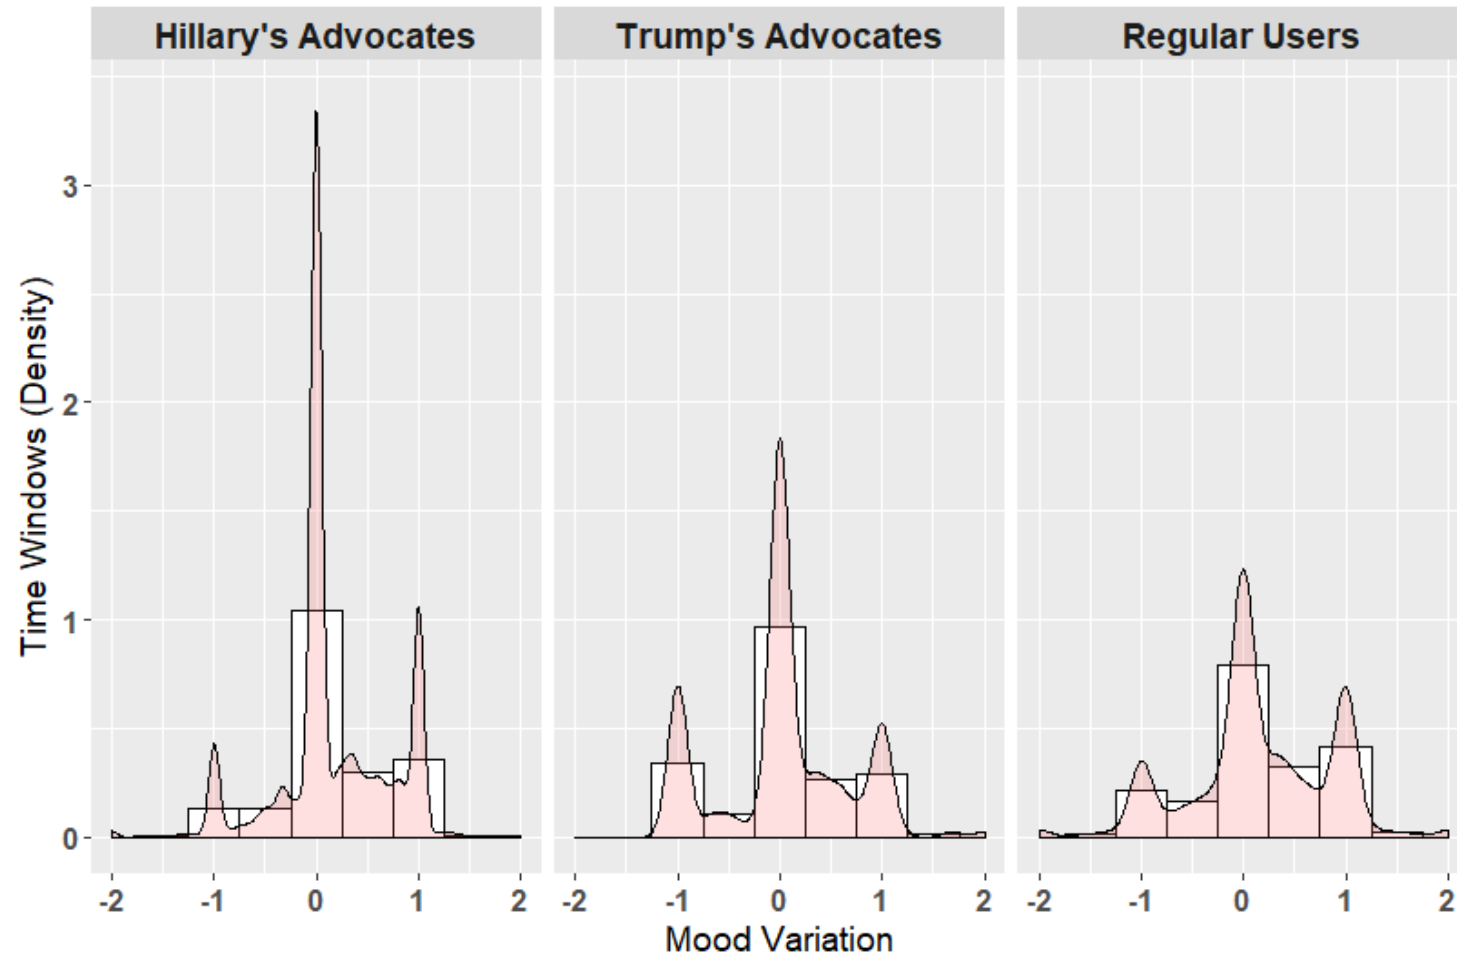 Hillary's Advocates Trump's Advocates Regular Users
Time Windows (Density)
3
2
1
0
-2 -1 0 1 2 -2 -1 0 1 2 -2 -1 0 1 2
Mood Variation